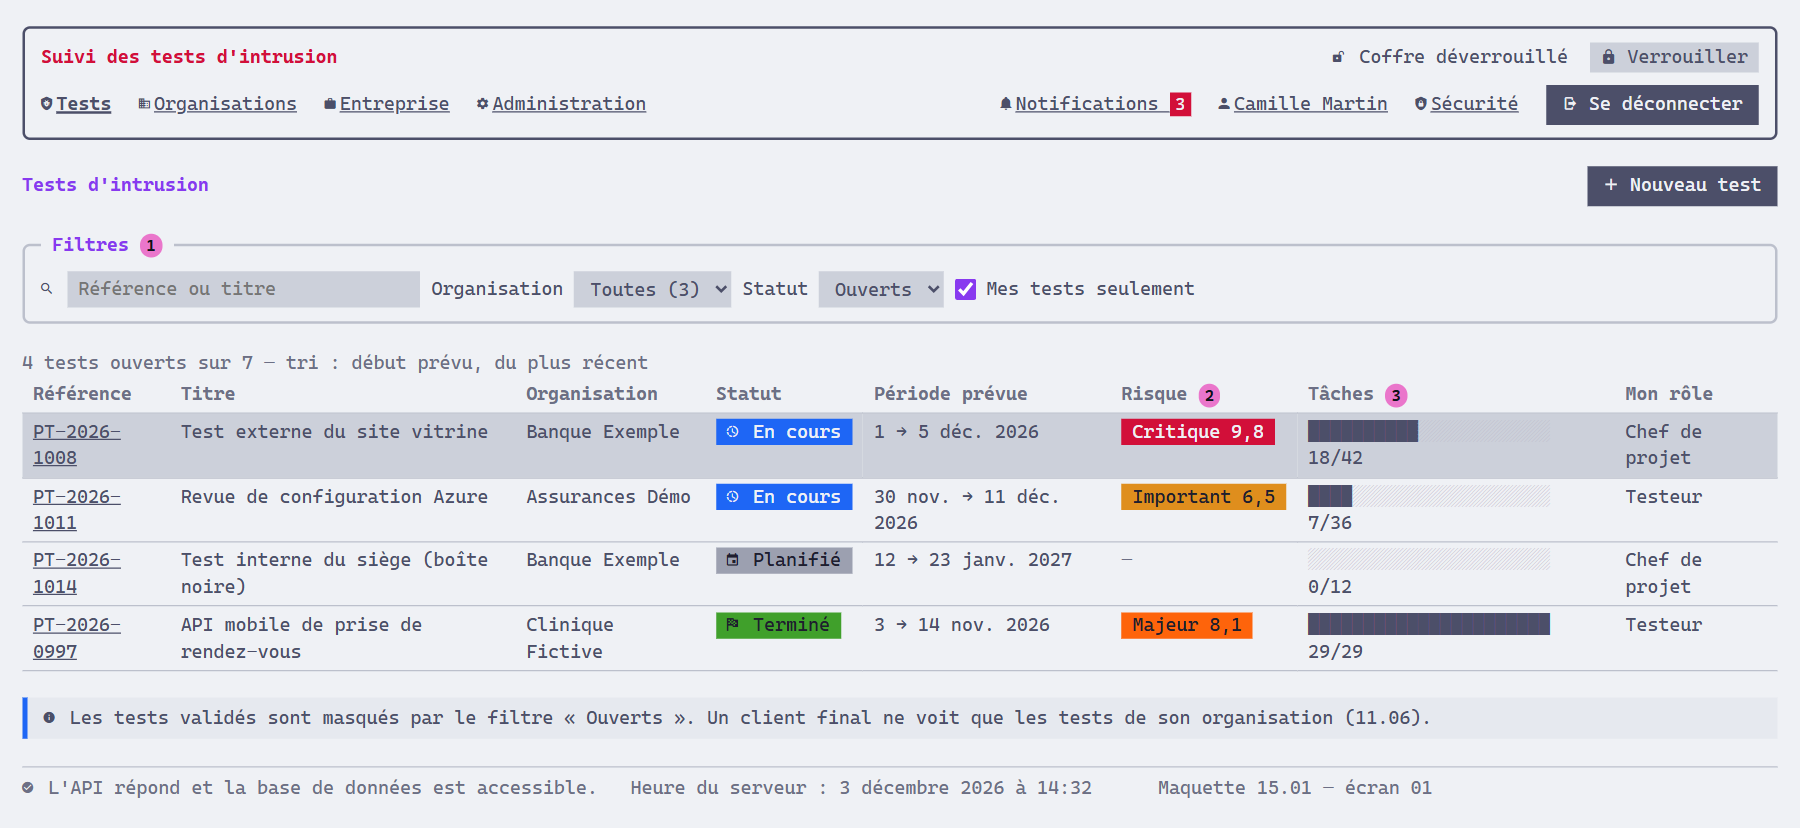 Suivi des tests d'intrusion
Coffre déverrouillé
Verrouiller
Tests
Organisations
Entreprise
Administration
Notifications 3
Camille Martin
Sécurité
Se déconnecter
Tests d'intrusion
+ Nouveau test
Filtres 1
Référence ou titre
Organisation
Toutes (3)
Statut
Ouverts
Mes tests seulement
4 tests ouverts sur 7 — tri : début prévu, du plus récent
Référence Titre Organisation Statut Période prévue Risque 2 Tâches 3 Mon rôle
PT-2026- Test externe du site vitrine Banque Exemple En cours 1 → 5 déc. 2026 Critique 9,8 Chef de
1008 18/42 projet
PT-2026- Revue de configuration Azure Assurances Démo En cours 30 nov. → 11 déc. Important 6,5 Testeur
1011 2026 7/36
PT-2026- Test interne du siège (boîte Banque Exemple Planifié 12 → 23 janv. 2027 — Chef de
1014 noire) 0/12 projet
PT-2026- API mobile de prise de Clinique Terminé 3 → 14 nov. 2026 Majeur 8,1 Testeur
0997 rendez-vous Fictive 29/29
Les tests validés sont masqués par le filtre « Ouverts ». Un client final ne voit que les tests de son organisation (11.06).
L'API répond et la base de données est accessible. Heure du serveur : 3 décembre 2026 à 14:32 Maquette 15.01 — écran 01